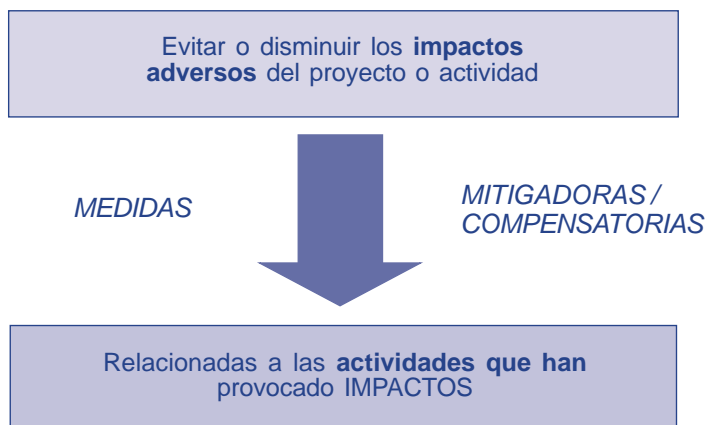 Evitar o disminuir los impactos
adversos del proyecto o actividad
MEDIDAS
MITIGADORAS /
COMPENSATORIAS
Relacionadas a las actividades que han
provocado IMPACTOS